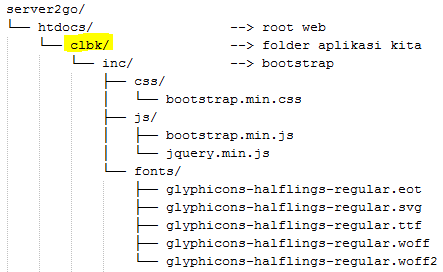 server2go/
└── htdocs/ --> root web
└── clbk/ --> folder aplikasi kita
└── inc/ --> bootstrap
├── css/
│ └── bootstrap.min.css
├── js/
│ ├── bootstrap.min.js
│ └── jquery.min.js
└── fonts/
├── glyphicons-halflings-regular.eot
├── glyphicons-halflings-regular.svg
├── glyphicons-halflings-regular.ttf
├── glyphicons-halflings-regular.woff
└── glyphicons-halflings-regular.woff2